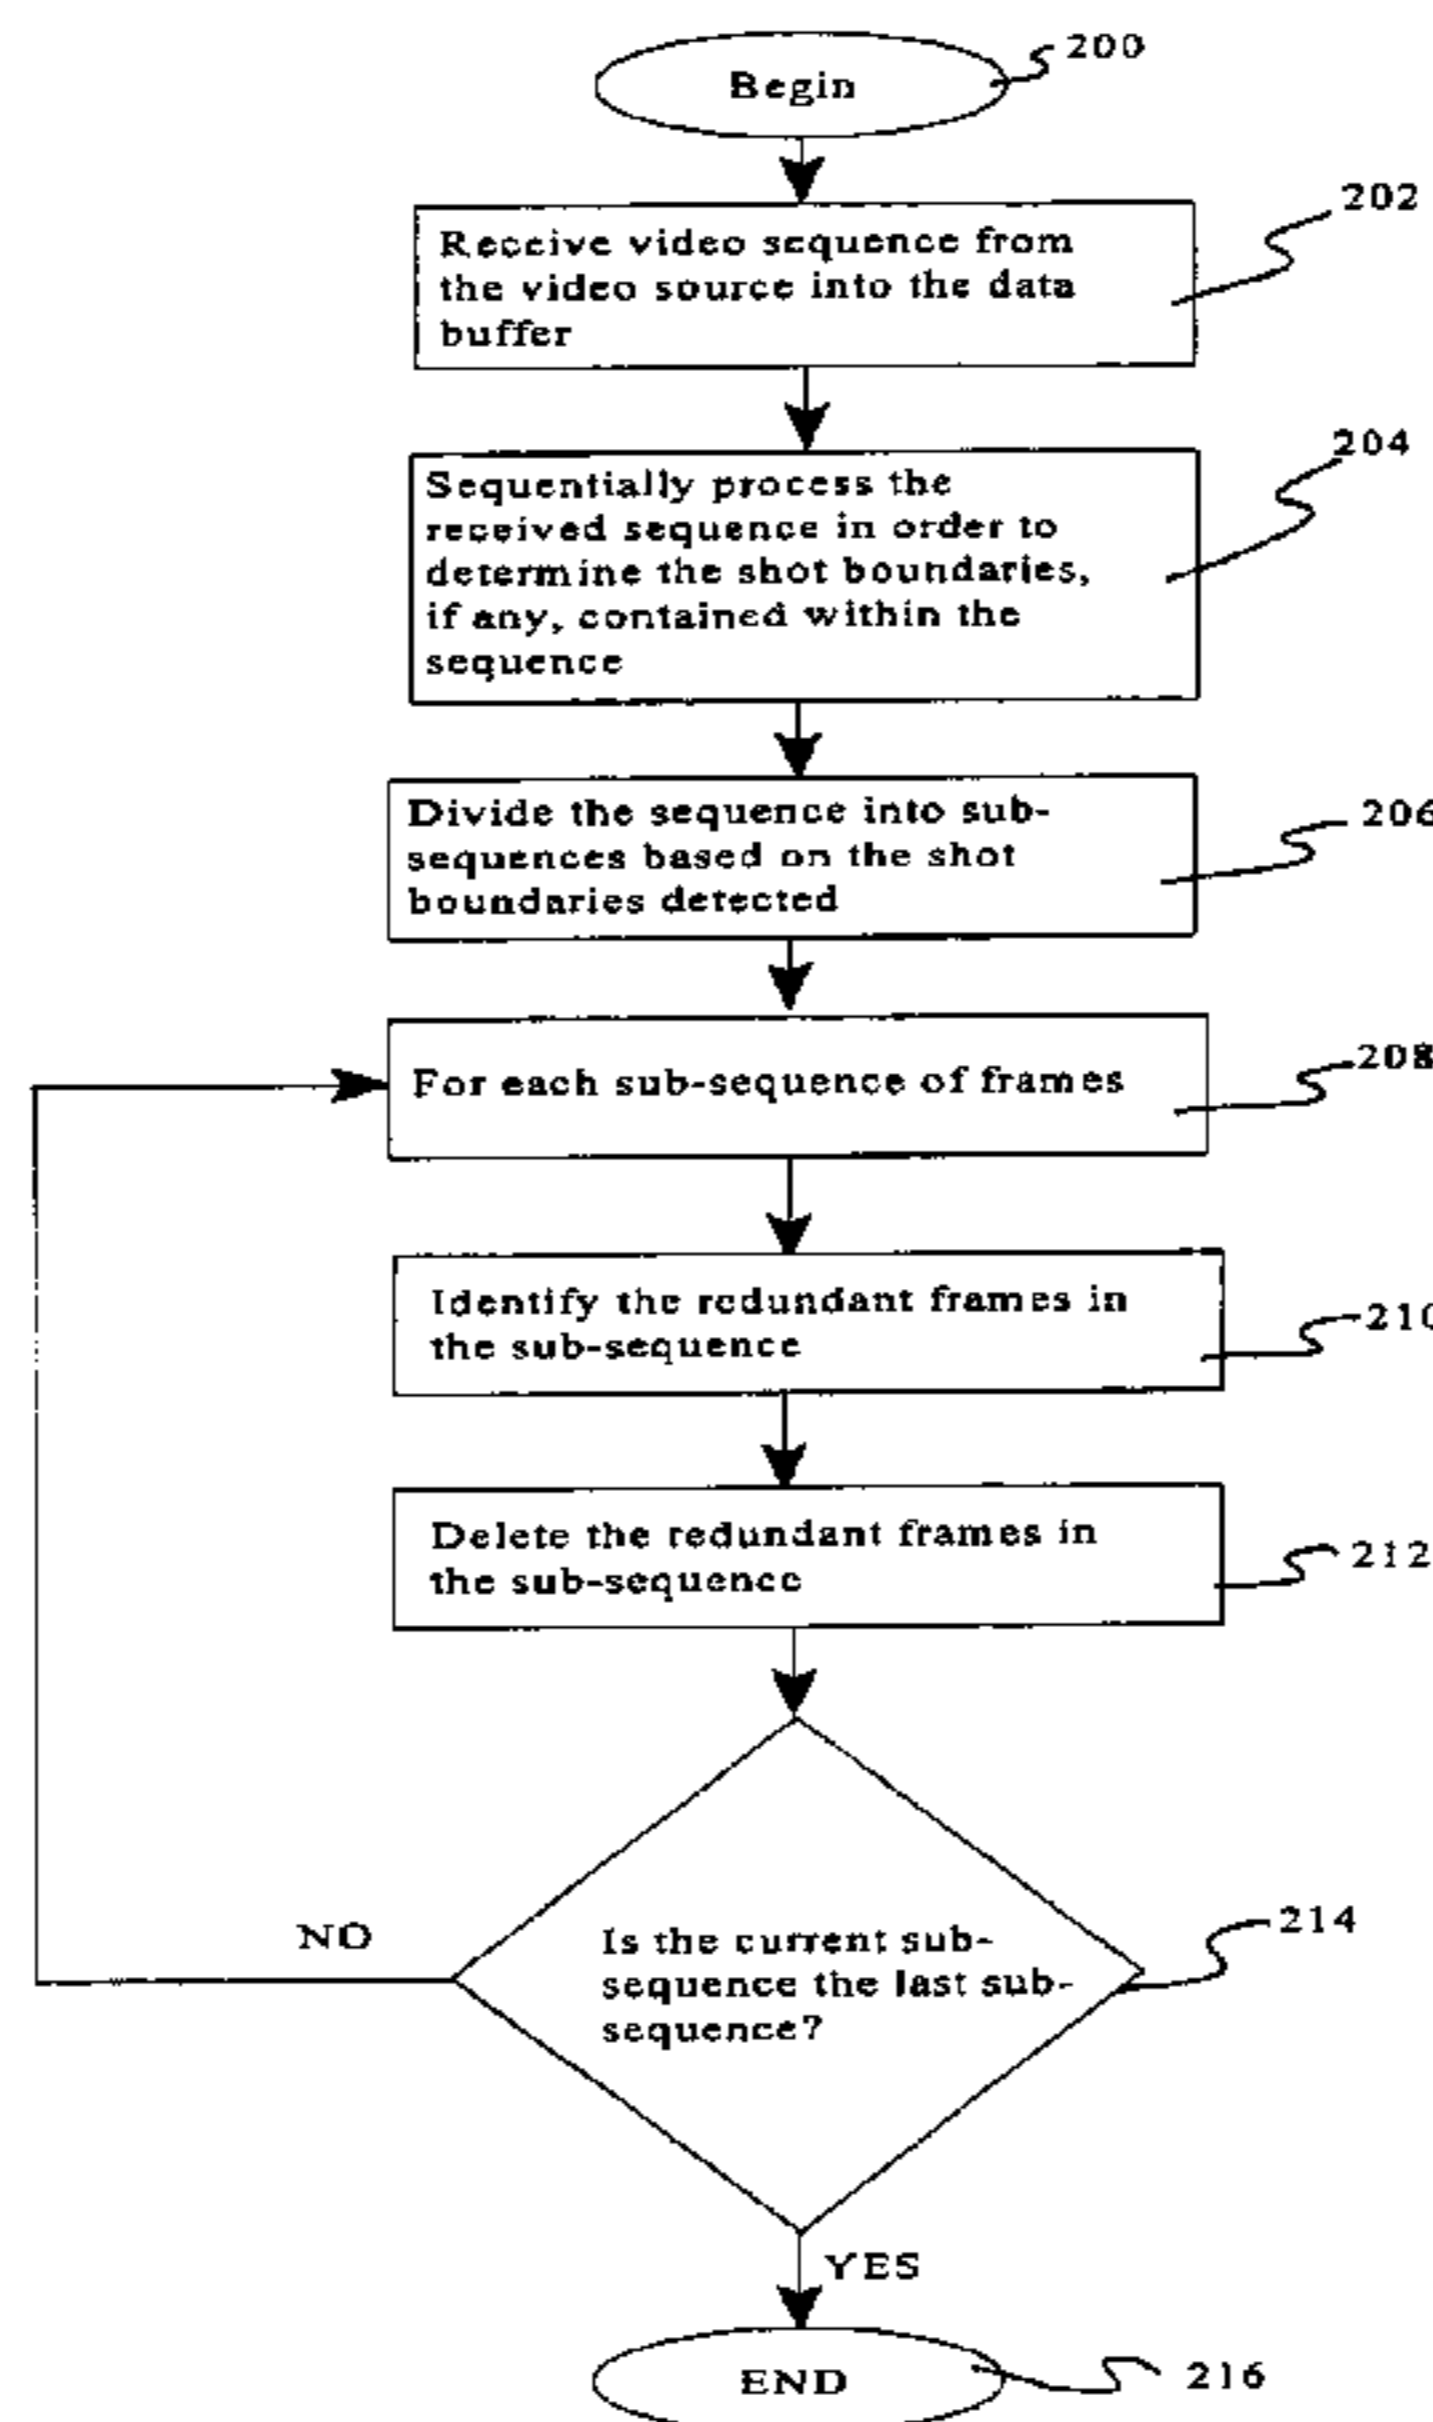 Begin
200
Receive video sequence from
the video source into the data
buffer
202
Sequentially process the
received sequence in order to
determine the shot boundaries,
if any, contained within the
sequence
204
Divide the sequence into sub-
sequences based on the shot
boundaries detected
206
For each sub-sequence of frames
208
Identify the redundant frames in
the sub-sequence
210
Delete the redundant frames in
the sub-sequence
212
NO
Is the current sub-
sequence the last sub-
sequence?
214
YES
END
216